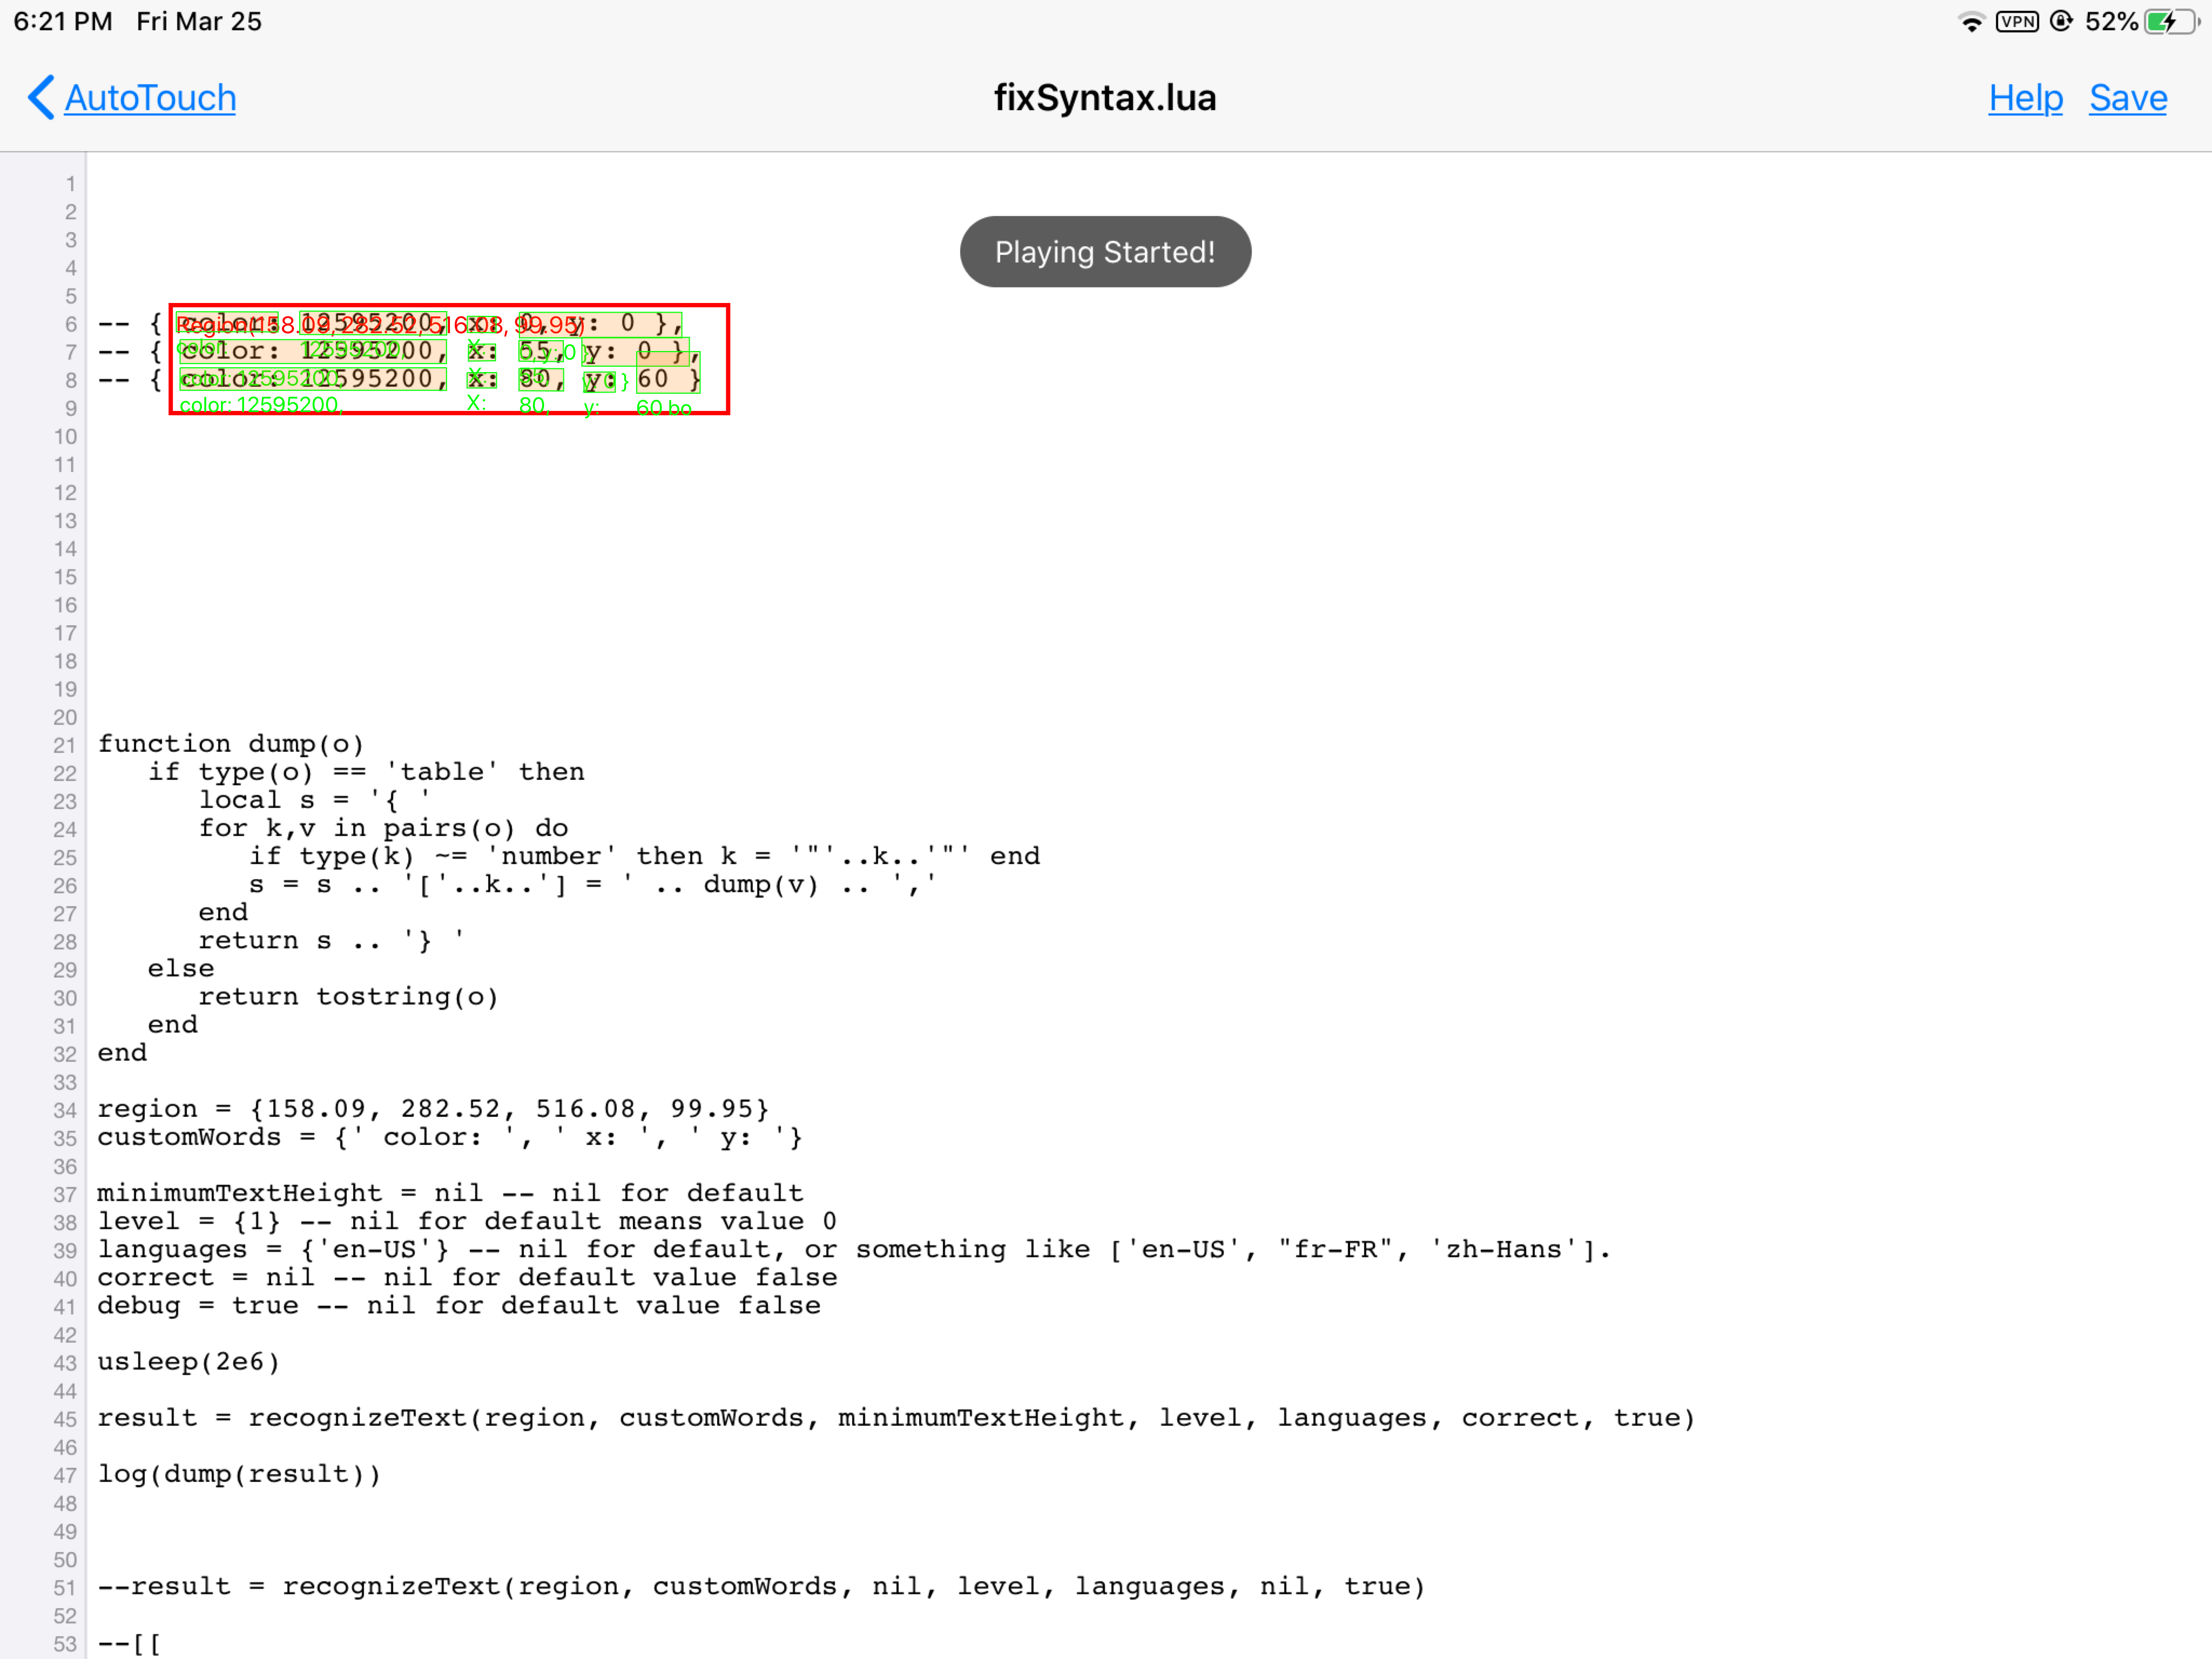 6:21 PM Fri Mar 25
VPN 52%
AutoTouch
fixSyntax.lua
Help Save
Playing Started!
1
2
3
4
5
6 -- { color: 12595200, x: 0, y: 0 },
Region(158.09, 282.52, 516.08, 99.95)
7 -- { color: 12595200, x: 55, y: 0 },
color: 12595200, X: y: 0
8 -- { color: 12595200, x: 80, y: 60 }
color: 12595200, X: }
9
color: 12595200, X: 80, y: 60 bo
10
11
12
13
14
15
16
17
18
19
20
21 function dump(o)
22 if type(o) == 'table' then
23 local s = '{ '
24 for k,v in pairs(o) do
25 if type(k) ~= 'number' then k = '"'..k..'"' end
26 s = s .. '['..k..'] = ' .. dump(v) .. ','
27 end
28 return s .. '} '
29 else
30 return tostring(o)
31 end
32 end
33
34 region = {158.09, 282.52, 516.08, 99.95}
35 customWords = {' color: ', ' x: ', ' y: '}
36
37 minimumTextHeight = nil -- nil for default
38 level = {1} -- nil for default means value 0
39 languages = {'en-US'} -- nil for default, or something like ['en-US', "fr-FR", 'zh-Hans'].
40 correct = nil -- nil for default value false
41 debug = true -- nil for default value false
42
43 usleep(2e6)
44
45 result = recognizeText(region, customWords, minimumTextHeight, level, languages, correct, true)
46
47 log(dump(result))
48
49
50
51 --result = recognizeText(region, customWords, nil, level, languages, nil, true)
52
53 --[[